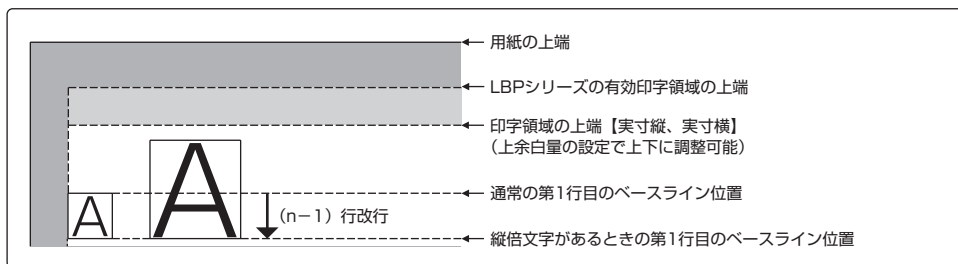 用紙の上端
LBPシリーズの有効印字領域の上端
印字領域の上端【実寸縦、実寸横】
（上余白量の設定で上下に調整可能）
通常の第1行目のベースライン位置
A A （n－1）行改行
縦倍文字があるときの第1行目のベースライン位置